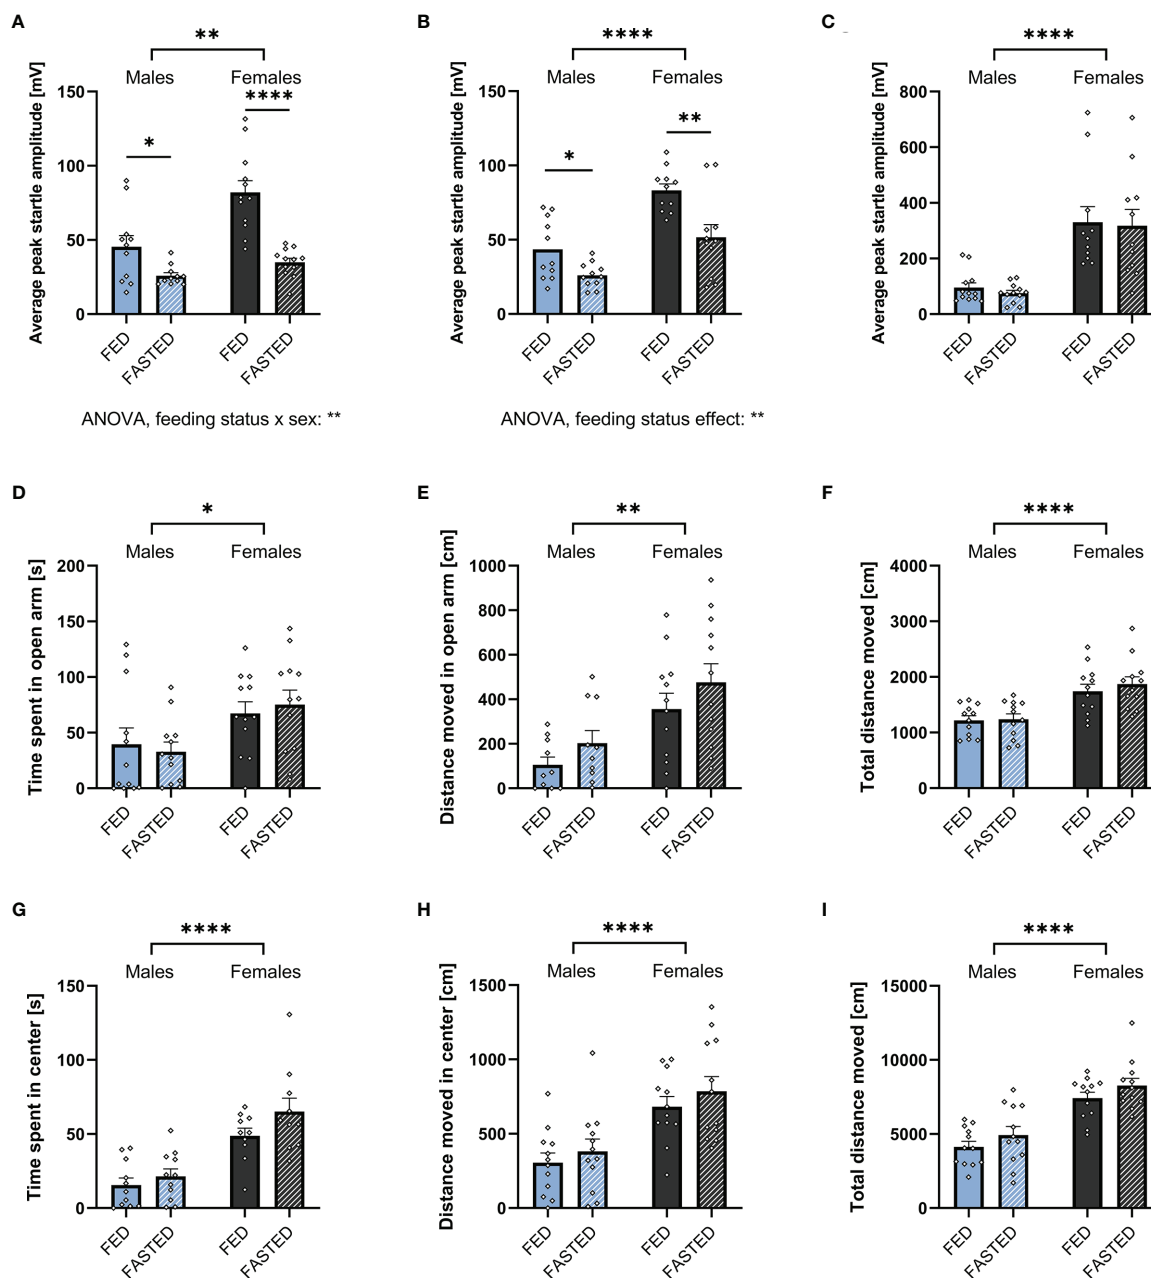 A
**
Males Females
****
*
Average peak startle amplitude [mV]
150
100
50
0
FED
FASTED
FED
FASTED
ANOVA, feeding status x sex: **
B
****
Males Females
**
*
Average peak startle amplitude [mV]
150
100
50
0
FED
FASTED
FED
FASTED
ANOVA, feeding status effect: **
C
****
Males Females
Average peak startle amplitude [mV]
800
600
400
200
0
FED
FASTED
FED
FASTED
D
*
Males Females
Time spent in open arm [s]
200
150
100
50
0
FED
FASTED
FED
FASTED
E
**
Males Females
Distance moved in open arm [cm]
1000
800
600
400
200
0
FED
FASTED
FED
FASTED
F
****
Males Females
Total distance moved [cm]
4000
3000
2000
1000
0
FED
FASTED
FED
FASTED
G
****
Males Females
Time spent in center [s]
150
100
50
0
FED
FASTED
FED
FASTED
H
****
Males Females
Distance moved in center [cm]
1500
1000
500
0
FED
FASTED
FED
FASTED
I
****
Males Females
Total distance moved [cm]
15000
10000
5000
0
FED
FASTED
FED
FASTED